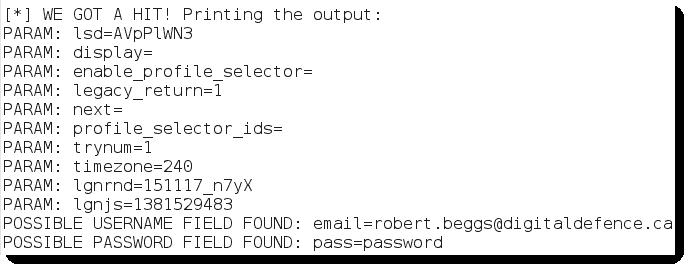 [*] WE GOT A HIT! Printing the output:
PARAM: lsd=AVpPlWN3
PARAM: display=
PARAM: enable_profile_selector=
PARAM: legacy_return=1
PARAM: next=
PARAM: profile_selector_ids=
PARAM: trynum=1
PARAM: timezone=240
PARAM: lgnrnd=151117_n7yX
PARAM: lgnjs=1381529483
POSSIBLE USERNAME FIELD FOUND: email=robert.beggs@digitaldefence.ca
POSSIBLE PASSWORD FIELD FOUND: pass=password